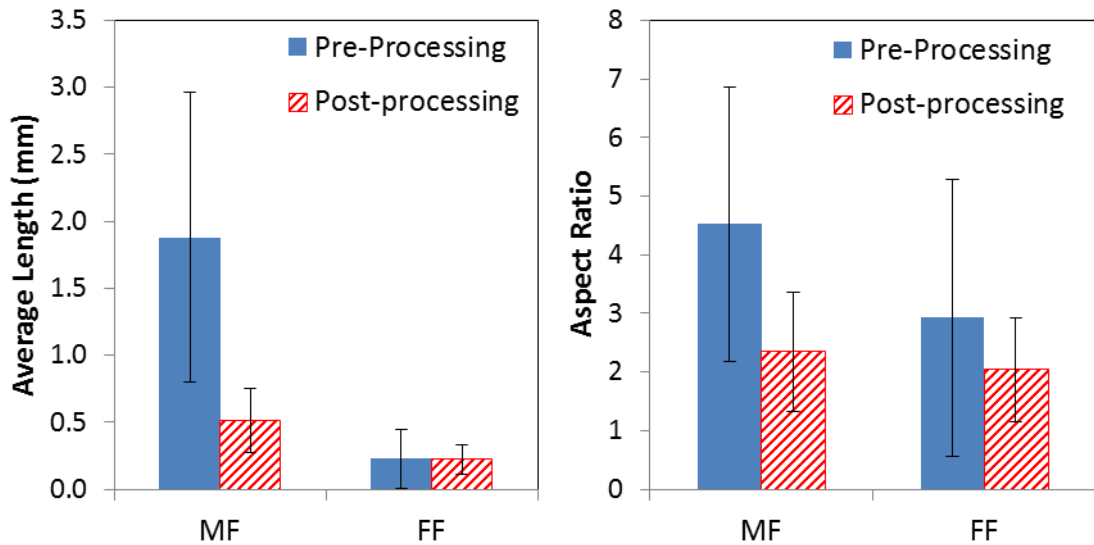 Average Length (mm)
3.5
3.0
2.5
2.0
1.5
1.0
0.5
0.0
Pre-Processing
Post-processing
MF
FF
Aspect Ratio
8
7
6
5
4
3
2
1
0
Pre-Processing
Post-processing
MF
FF